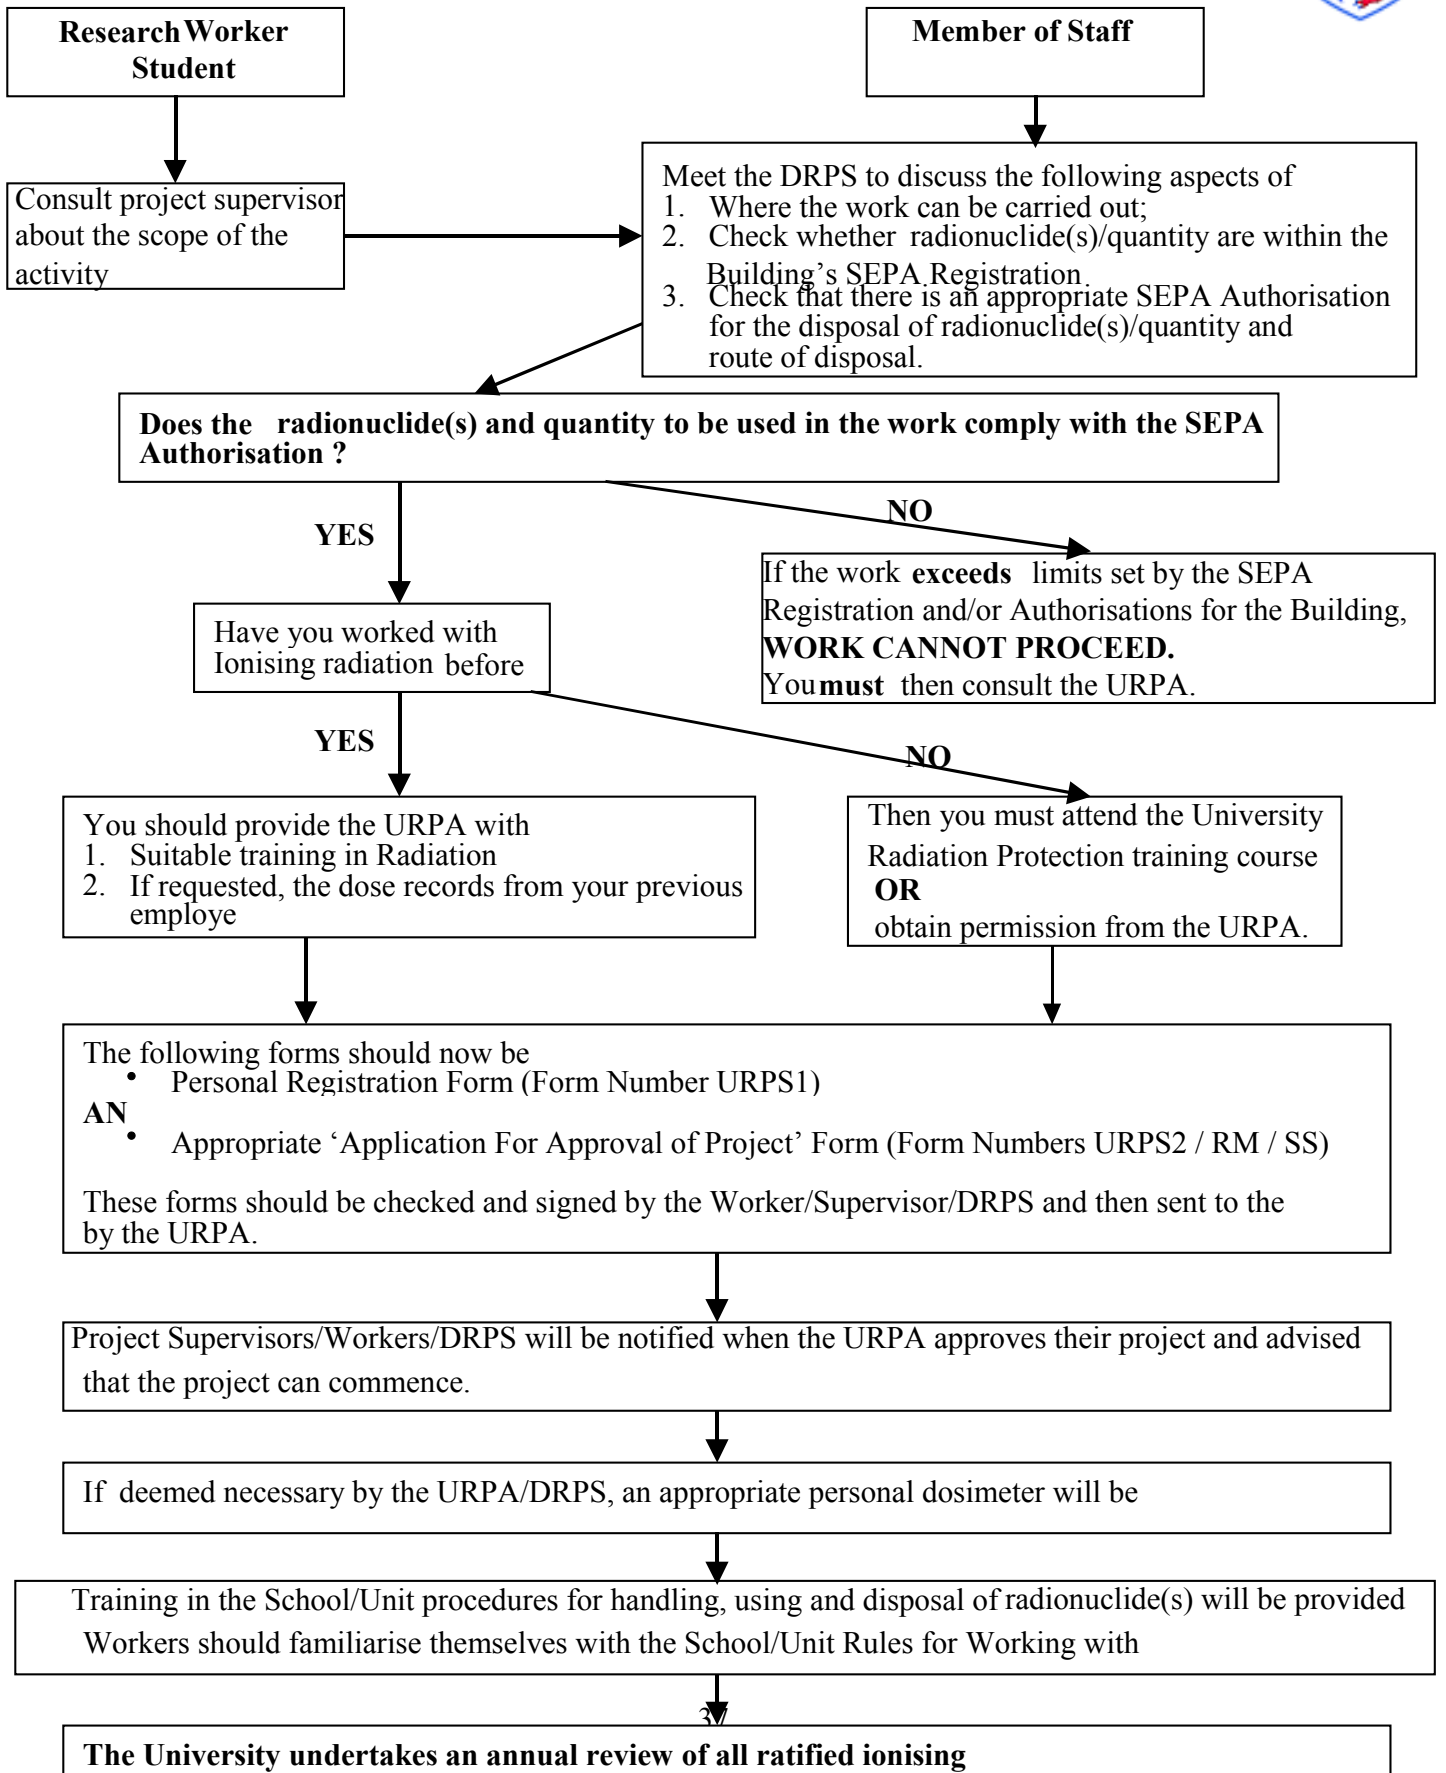 Research Worker
Student
Member of Staff
Consult project supervisor
about the scope of the
activity
Meet the DRPS to discuss the following aspects of
1. Where the work can be carried out;
2. Check whether radionuclide(s)/quantity are within the
Building’s SEPA Registration
3. Check that there is an appropriate SEPA Authorisation
for the disposal of radionuclide(s)/quantity and
route of disposal.
Does the radionuclide(s) and quantity to be used in the work comply with the SEPA
Authorisation ?
YES
NO
If the work exceeds limits set by the SEPA
Registration and/or Authorisations for the Building,
WORK CANNOT PROCEED.
You must then consult the URPA.
Have you worked with
Ionising radiation before
YES
NO
You should provide the URPA with
1. Suitable training in Radiation
2. If requested, the dose records from your previous
employe
Then you must attend the University
Radiation Protection training course
OR
obtain permission from the URPA.
The following forms should now be
• Personal Registration Form (Form Number URPS1)
AN
• Appropriate ‘Application For Approval of Project’ Form (Form Numbers URPS2 / RM / SS)
These forms should be checked and signed by the Worker/Supervisor/DRPS and then sent to the
by the URPA.
Project Supervisors/Workers/DRPS will be notified when the URPA approves their project and advised
that the project can commence.
If deemed necessary by the URPA/DRPS, an appropriate personal dosimeter will be
Training in the School/Unit procedures for handling, using and disposal of radionuclide(s) will be provided
Workers should familiarise themselves with the School/Unit Rules for Working with
37
The University undertakes an annual review of all ratified ionising